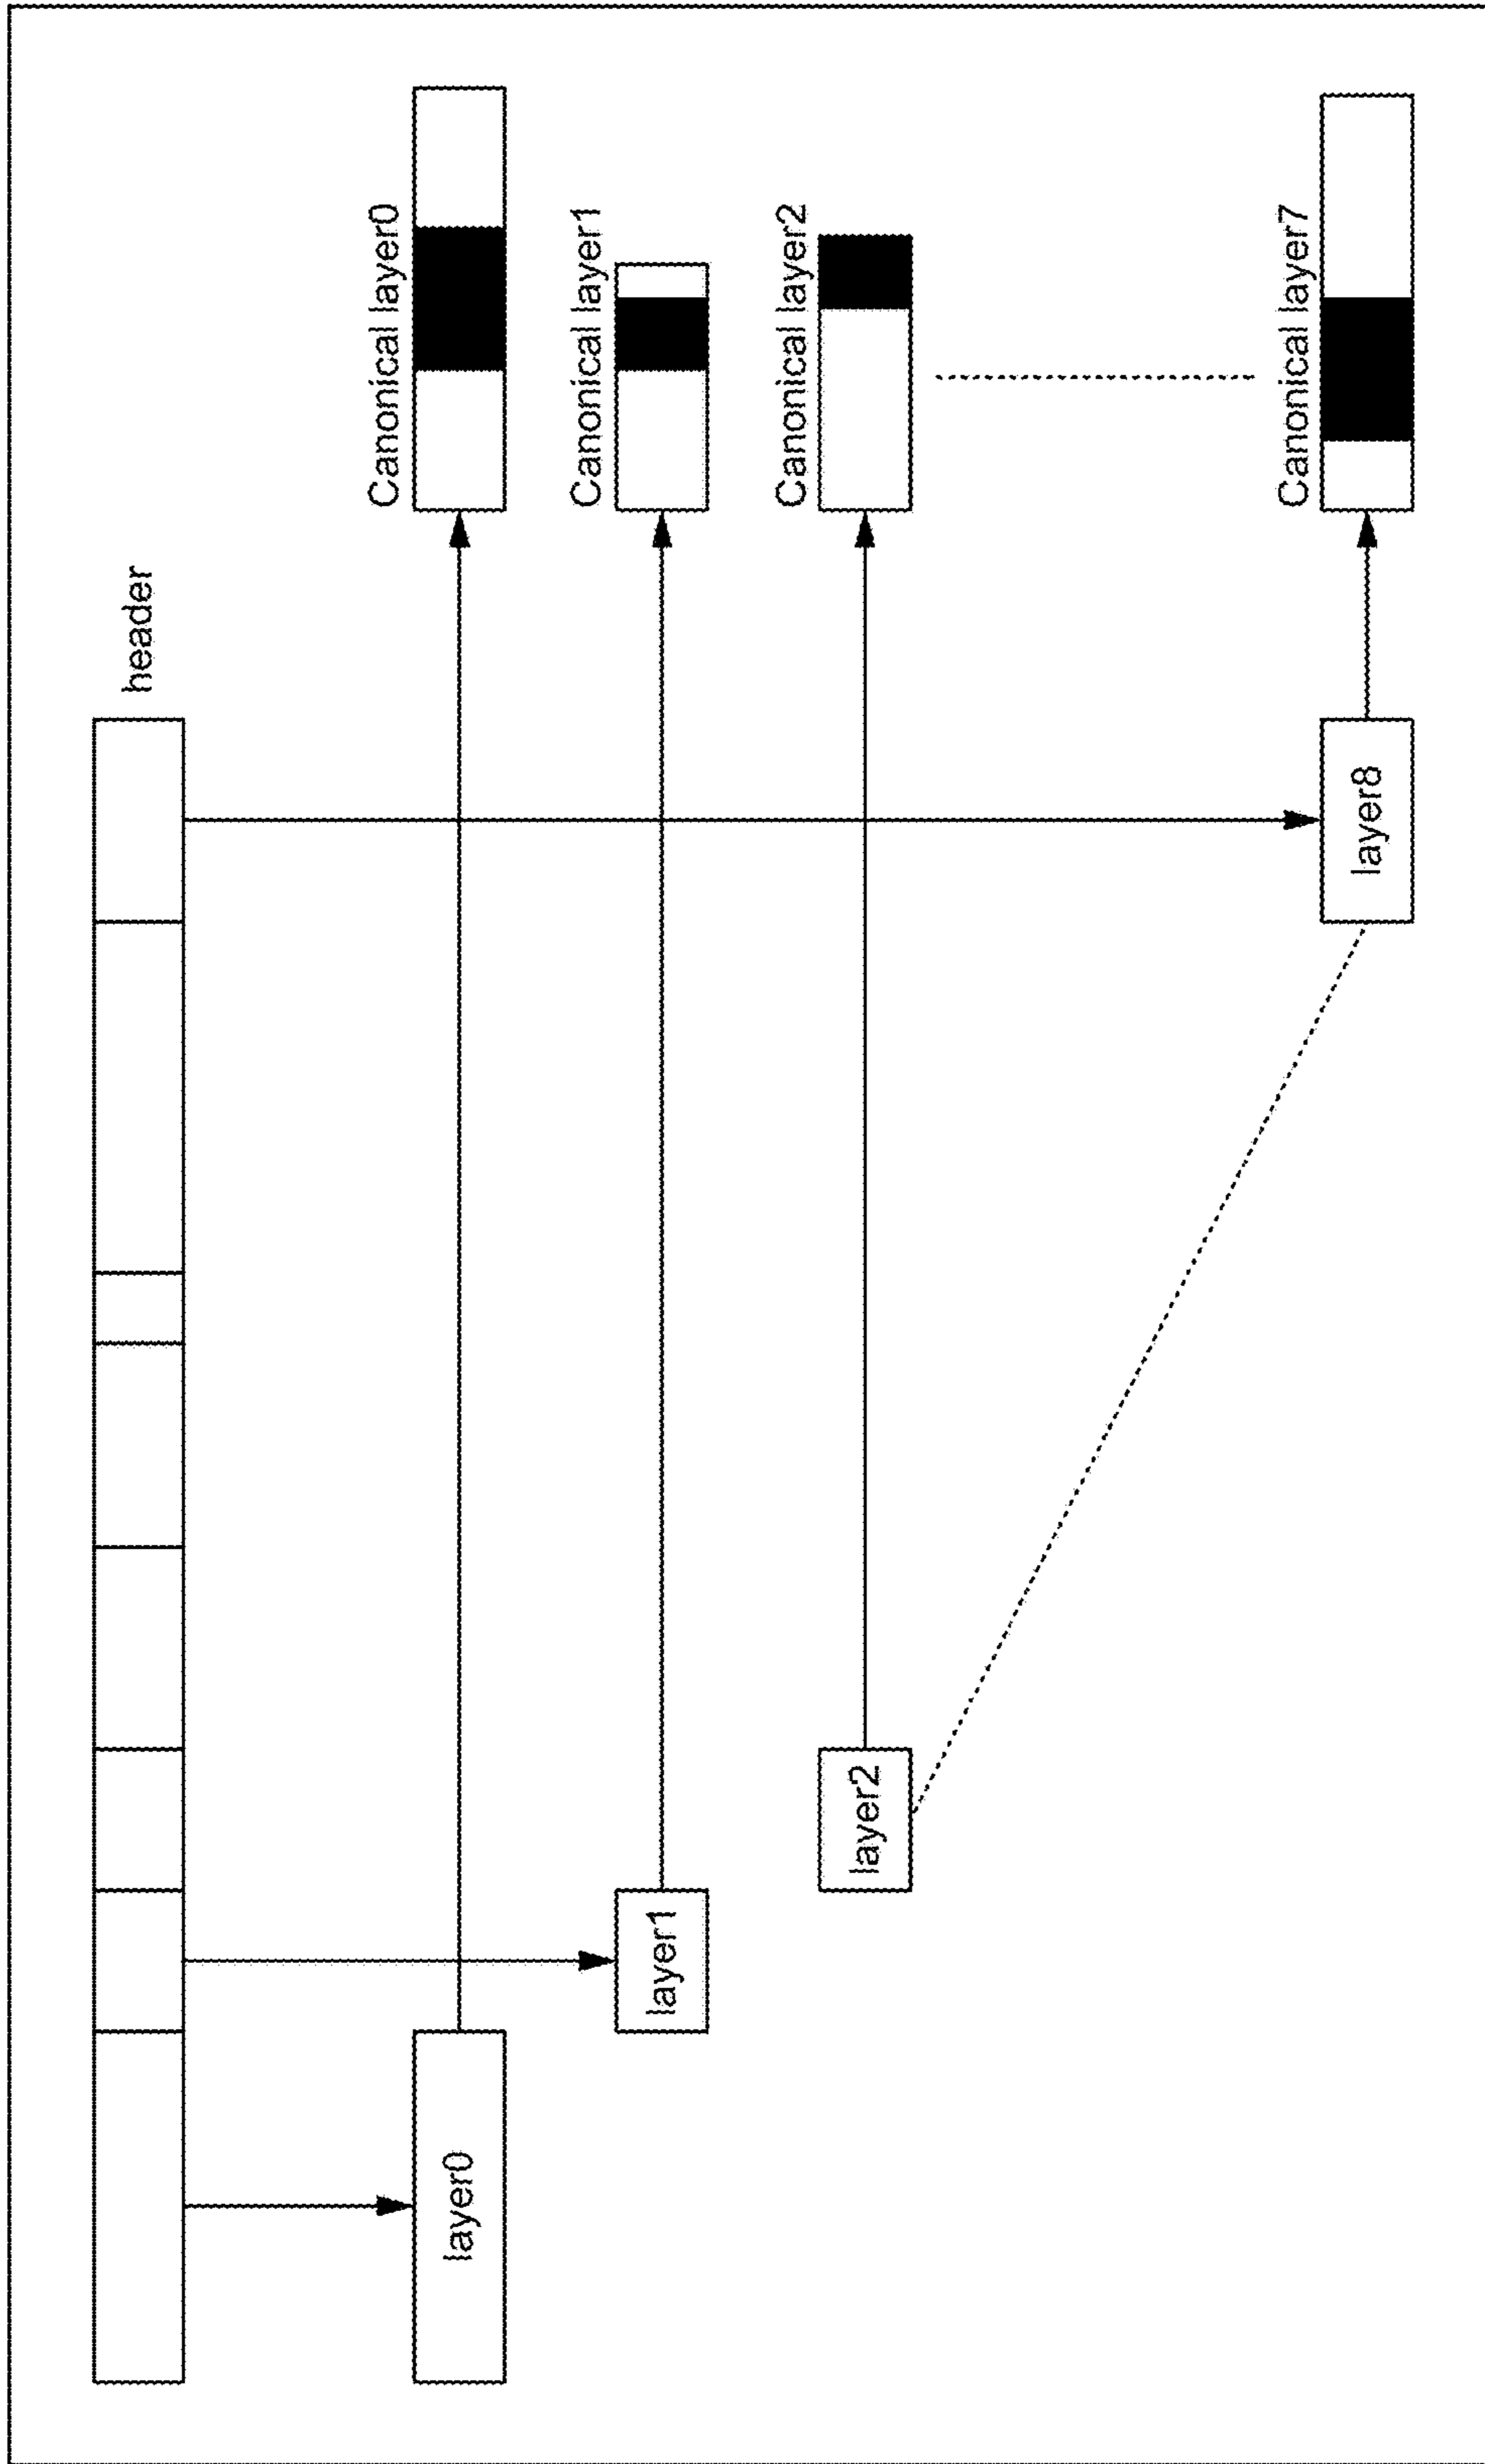 header
layer0
Canonical layer0
layer1
Canonical layer1
layer2
Canonical layer2
layer8
Canonical layer7